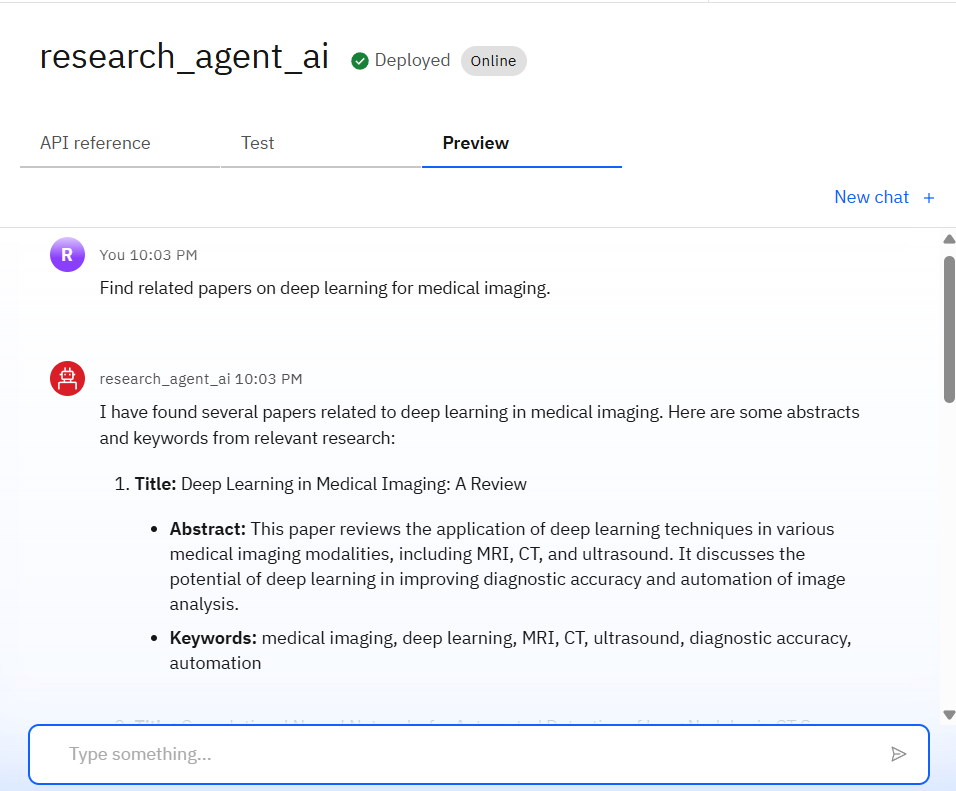 research_agent_ai Deployed Online
API reference Test Preview
New chat +
R You 10:03 PM
Find related papers on deep learning for medical imaging.
research_agent_ai 10:03 PM
I have found several papers related to deep learning in medical imaging. Here are some abstracts
and keywords from relevant research:
1. Title: Deep Learning in Medical Imaging: A Review
• Abstract: This paper reviews the application of deep learning techniques in various
medical imaging modalities, including MRI, CT, and ultrasound. It discusses the
potential of deep learning in improving diagnostic accuracy and automation of image
analysis.
• Keywords: medical imaging, deep learning, MRI, CT, ultrasound, diagnostic accuracy,
automation
Type something...